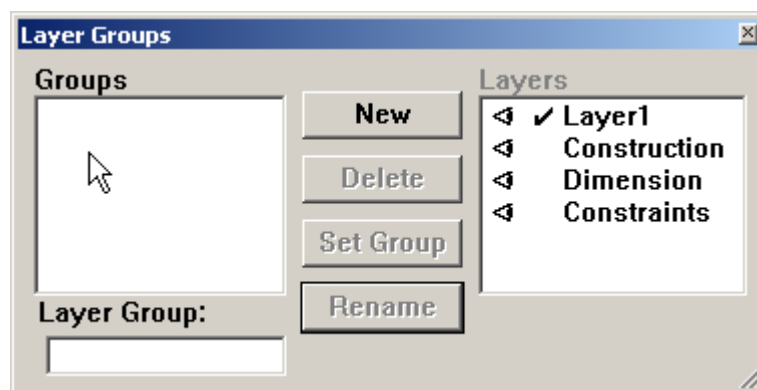 Layer Groups
Groups
Layers
New
Delete
Set Group
Rename
Layer1
Construction
Dimension
Constraints
Layer Group: